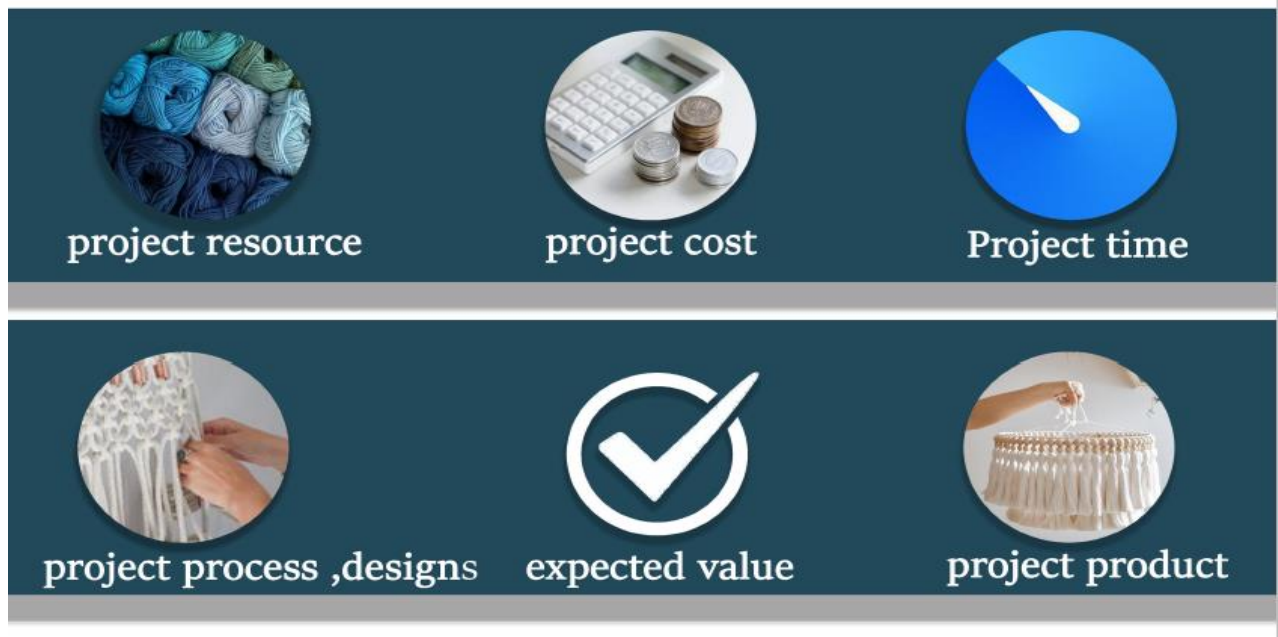 project resource
project cost
Project time
project process ,designs
expected value
project product